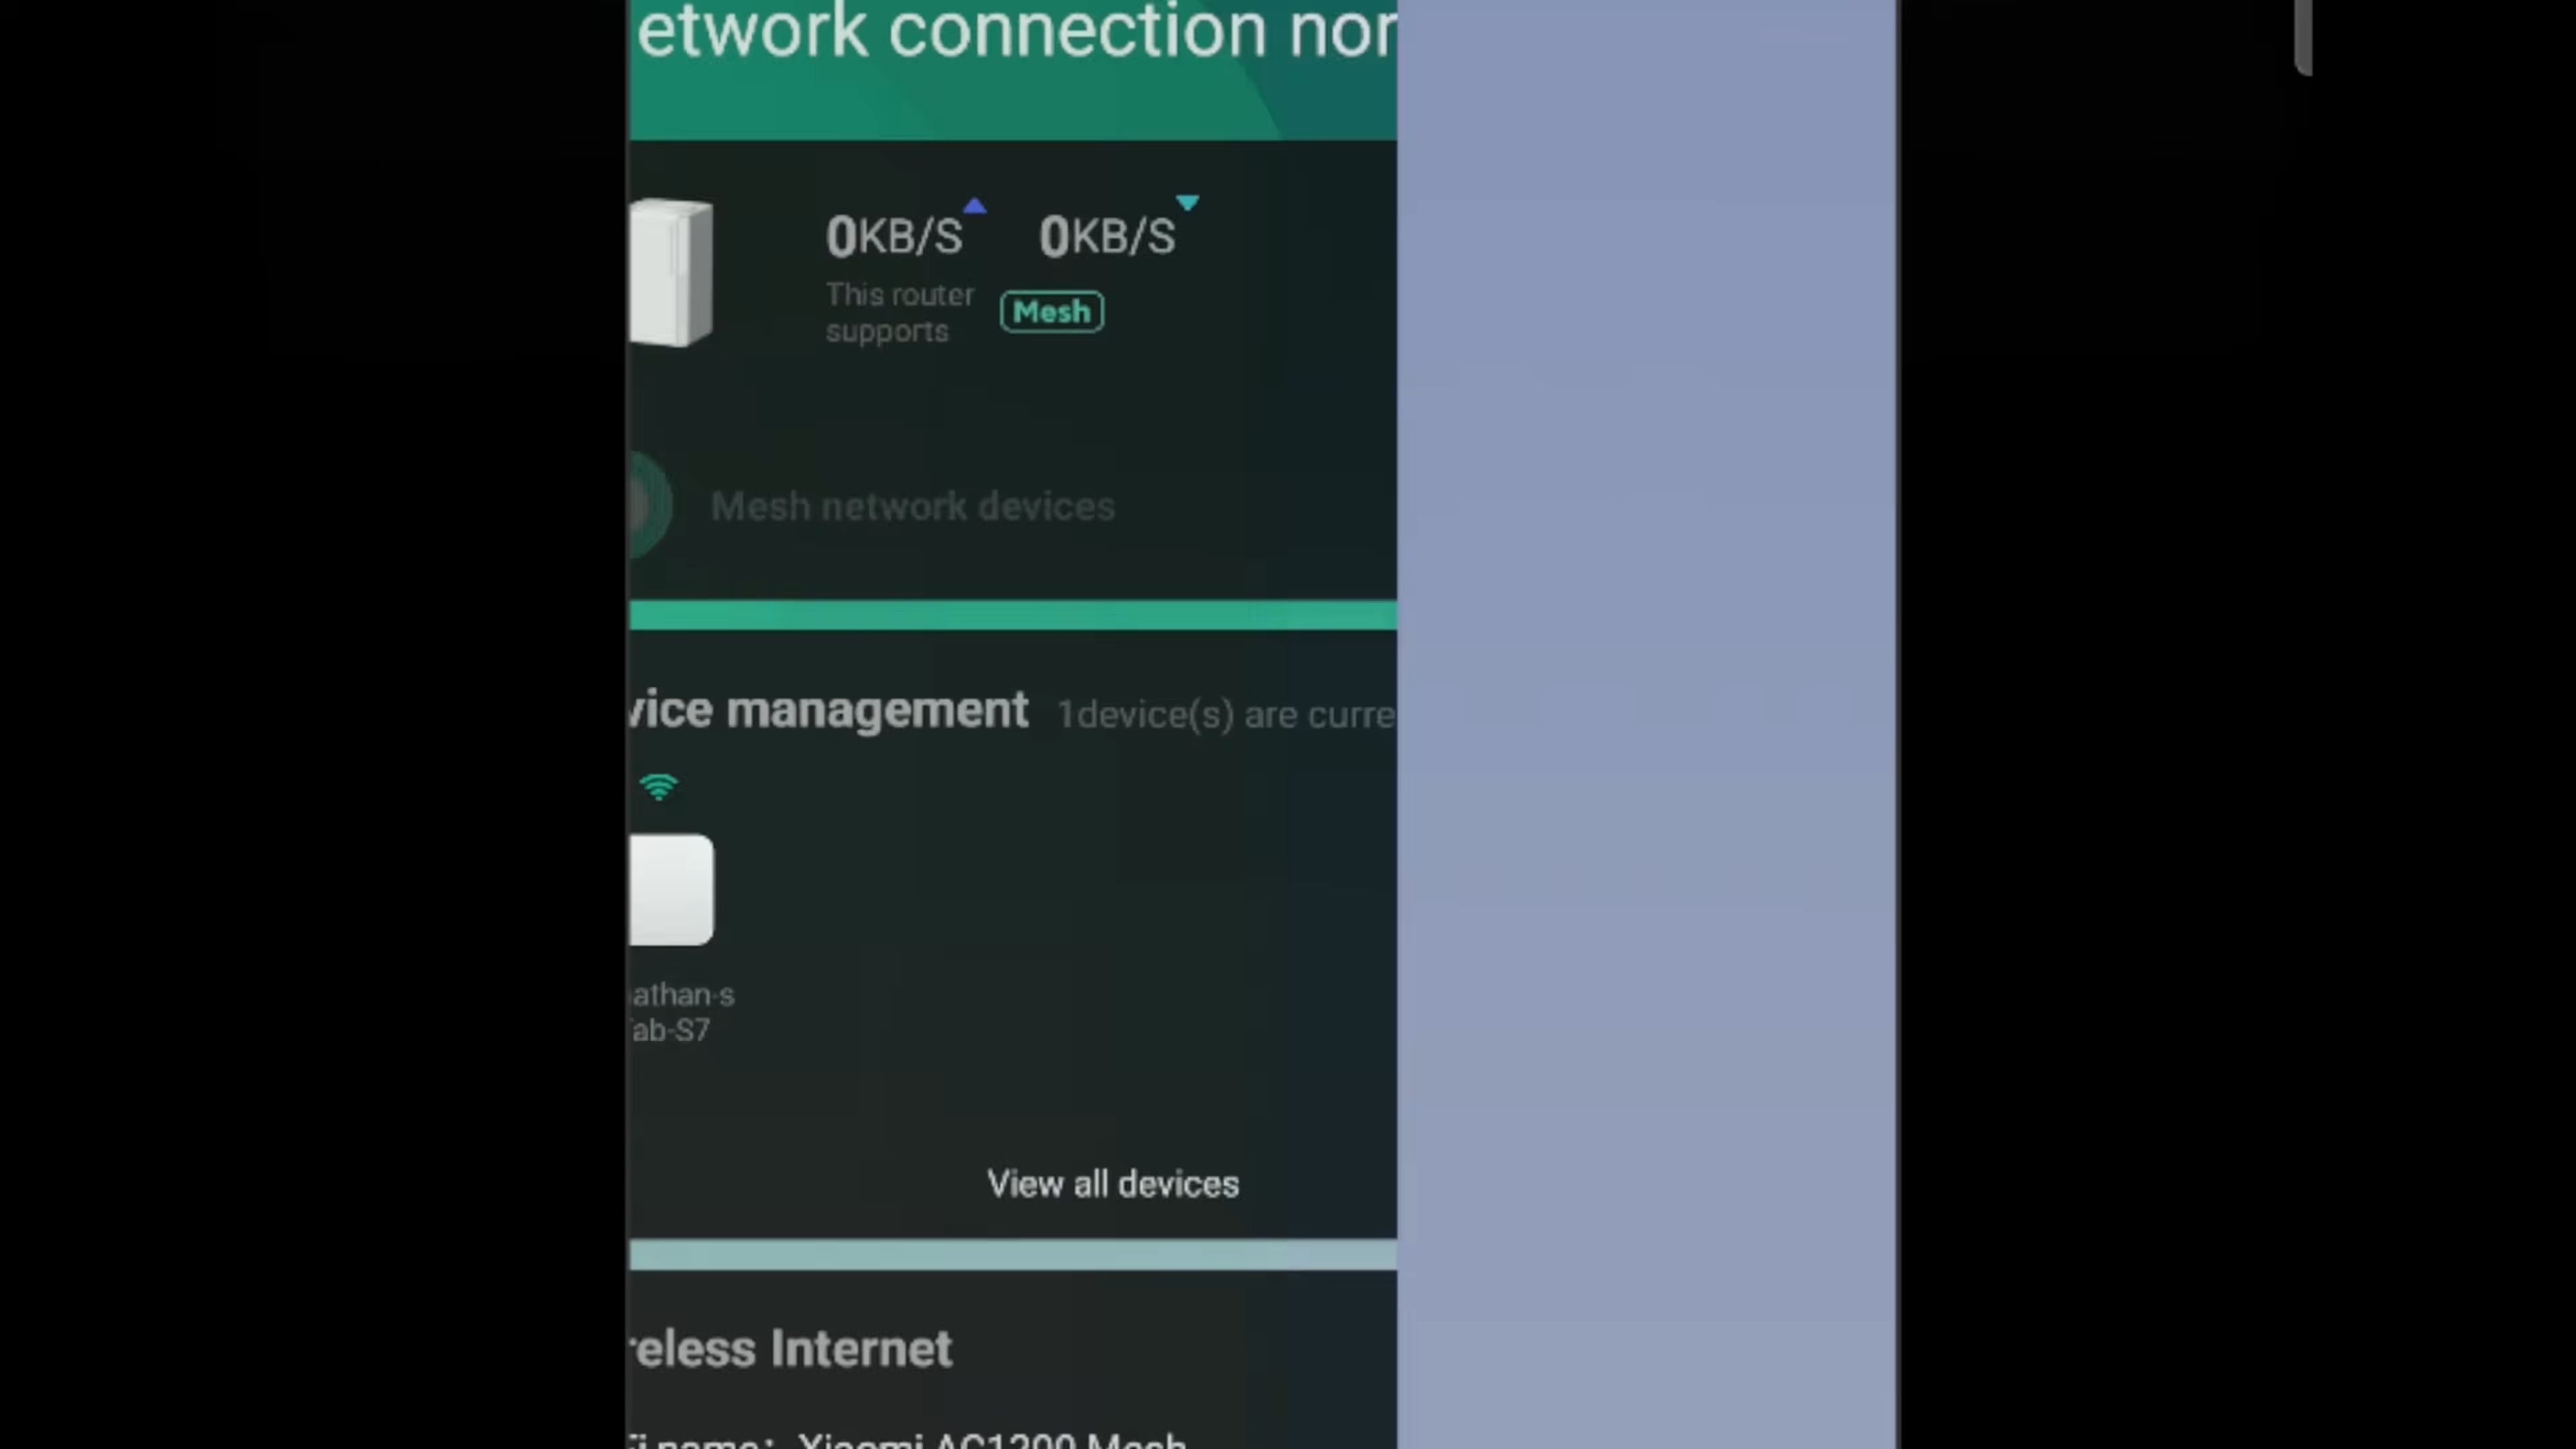 etwork connection nor
0KB/S 0KB/S
This router
supports
Mesh
Mesh network devices
vice management 1device(s) are curre
athan-s
ab-S7
View all devices
reless Internet
name: Xiaomi AC1200 Mesh